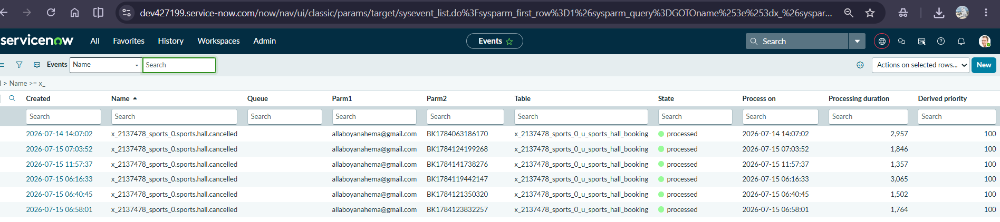 dev427199.service-now.com/now/nav/ui/classic/params/target/sysevent_list.do%3Fsysparm_first_row%3D1%26sysparm_query%3DGOTOname%253e%253dx_%26syspar...
servicenow All Favorites History Workspaces Admin Events Search
Events Name Search Actions on selected rows... New
> Name >= x_
Created Name Queue Parm1 Parm2 Table State Process on Processing duration Derived priority
Search Search Search Search Search Search Search Search Search Search
2026-07-14 14:07:02 x_2137478_sports_0.sports.hall.cancelled allaboyanahema@gmail.com BK1784063186170 x_2137478_sports_0_u_sports_hall_booking processed 2026-07-14 14:07:02 2,957 100
2026-07-15 07:03:52 x_2137478_sports_0.sports.hall.cancelled allaboyanahema@gmail.com BK1784124199268 x_2137478_sports_0_u_sports_hall_booking processed 2026-07-15 07:03:52 1,846 100
2026-07-15 11:57:37 x_2137478_sports_0.sports.hall.cancelled allaboyanahema@gmail.com BK1784141738276 x_2137478_sports_0_u_sports_hall_booking processed 2026-07-15 11:57:37 1,357 100
2026-07-15 06:16:33 x_2137478_sports_0.sports.hall.cancelled allaboyanahema@gmail.com BK1784119442147 x_2137478_sports_0_u_sports_hall_booking processed 2026-07-15 06:16:33 3,065 100
2026-07-15 06:40:45 x_2137478_sports_0.sports.hall.cancelled allaboyanahema@gmail.com BK1784121350320 x_2137478_sports_0_u_sports_hall_booking processed 2026-07-15 06:40:45 1,502 100
2026-07-15 06:58:01 x_2137478_sports_0.sports.hall.cancelled allaboyanahema@gmail.com BK1784123832257 x_2137478_sports_0_u_sports_hall_booking processed 2026-07-15 06:58:01 1,764 100